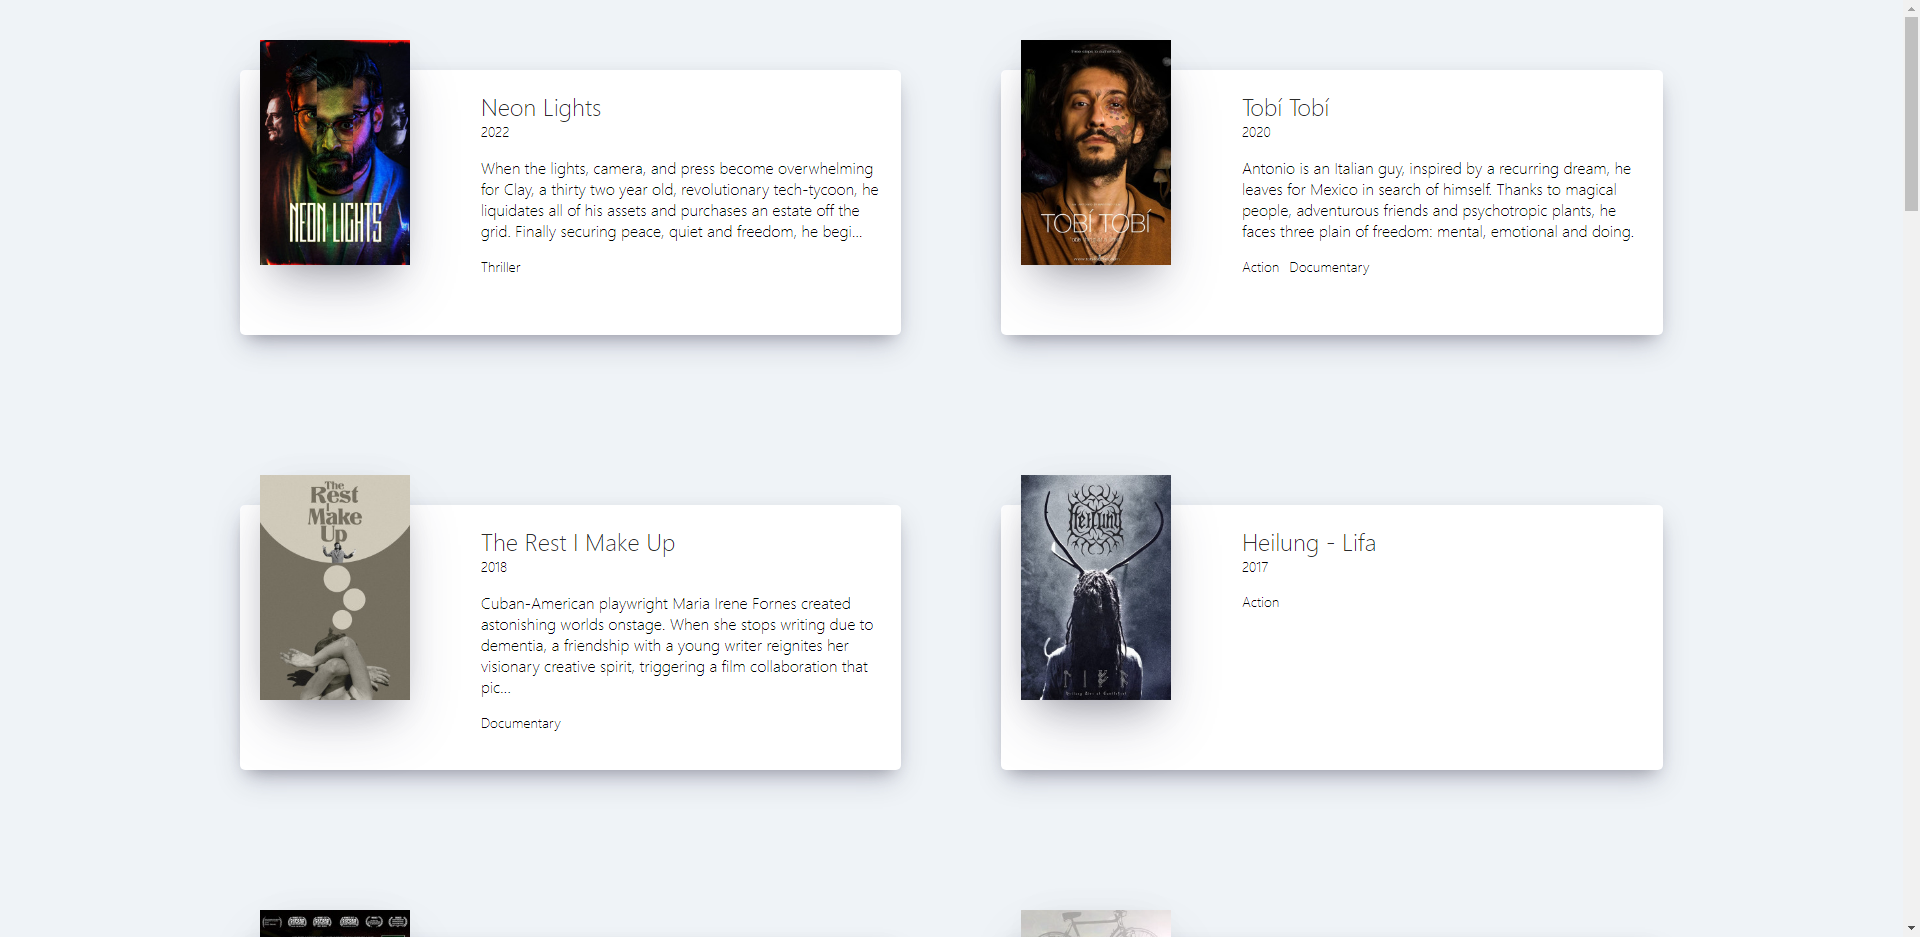 NEON LIGHTS
Neon Lights
2022
When the lights, camera, and press become overwhelming
for Clay, a thirty two year old, revolutionary tech-tycoon, he
liquidates all of his assets and purchases an estate off the
grid. Finally securing peace, quiet and freedom, he begi...
Thriller
TOBÍ TOBÍ
Tobí Tobí
2020
Antonio is an Italian guy, inspired by a recurring dream, he
leaves for Mexico in search of himself. Thanks to magical
people, adventurous friends and psychotropic plants, he
faces three plain of freedom: mental, emotional and doing.
Action Documentary
The
Rest
I
Make
Up
The Rest I Make Up
2018
Cuban-American playwright Maria Irene Fornes created
astonishing worlds onstage. When she stops writing due to
dementia, a friendship with a young writer reignites her
visionary creative spirit, triggering a film collaboration that
pic...
Documentary
Heilung
Heilung - Lifa
2017
Action